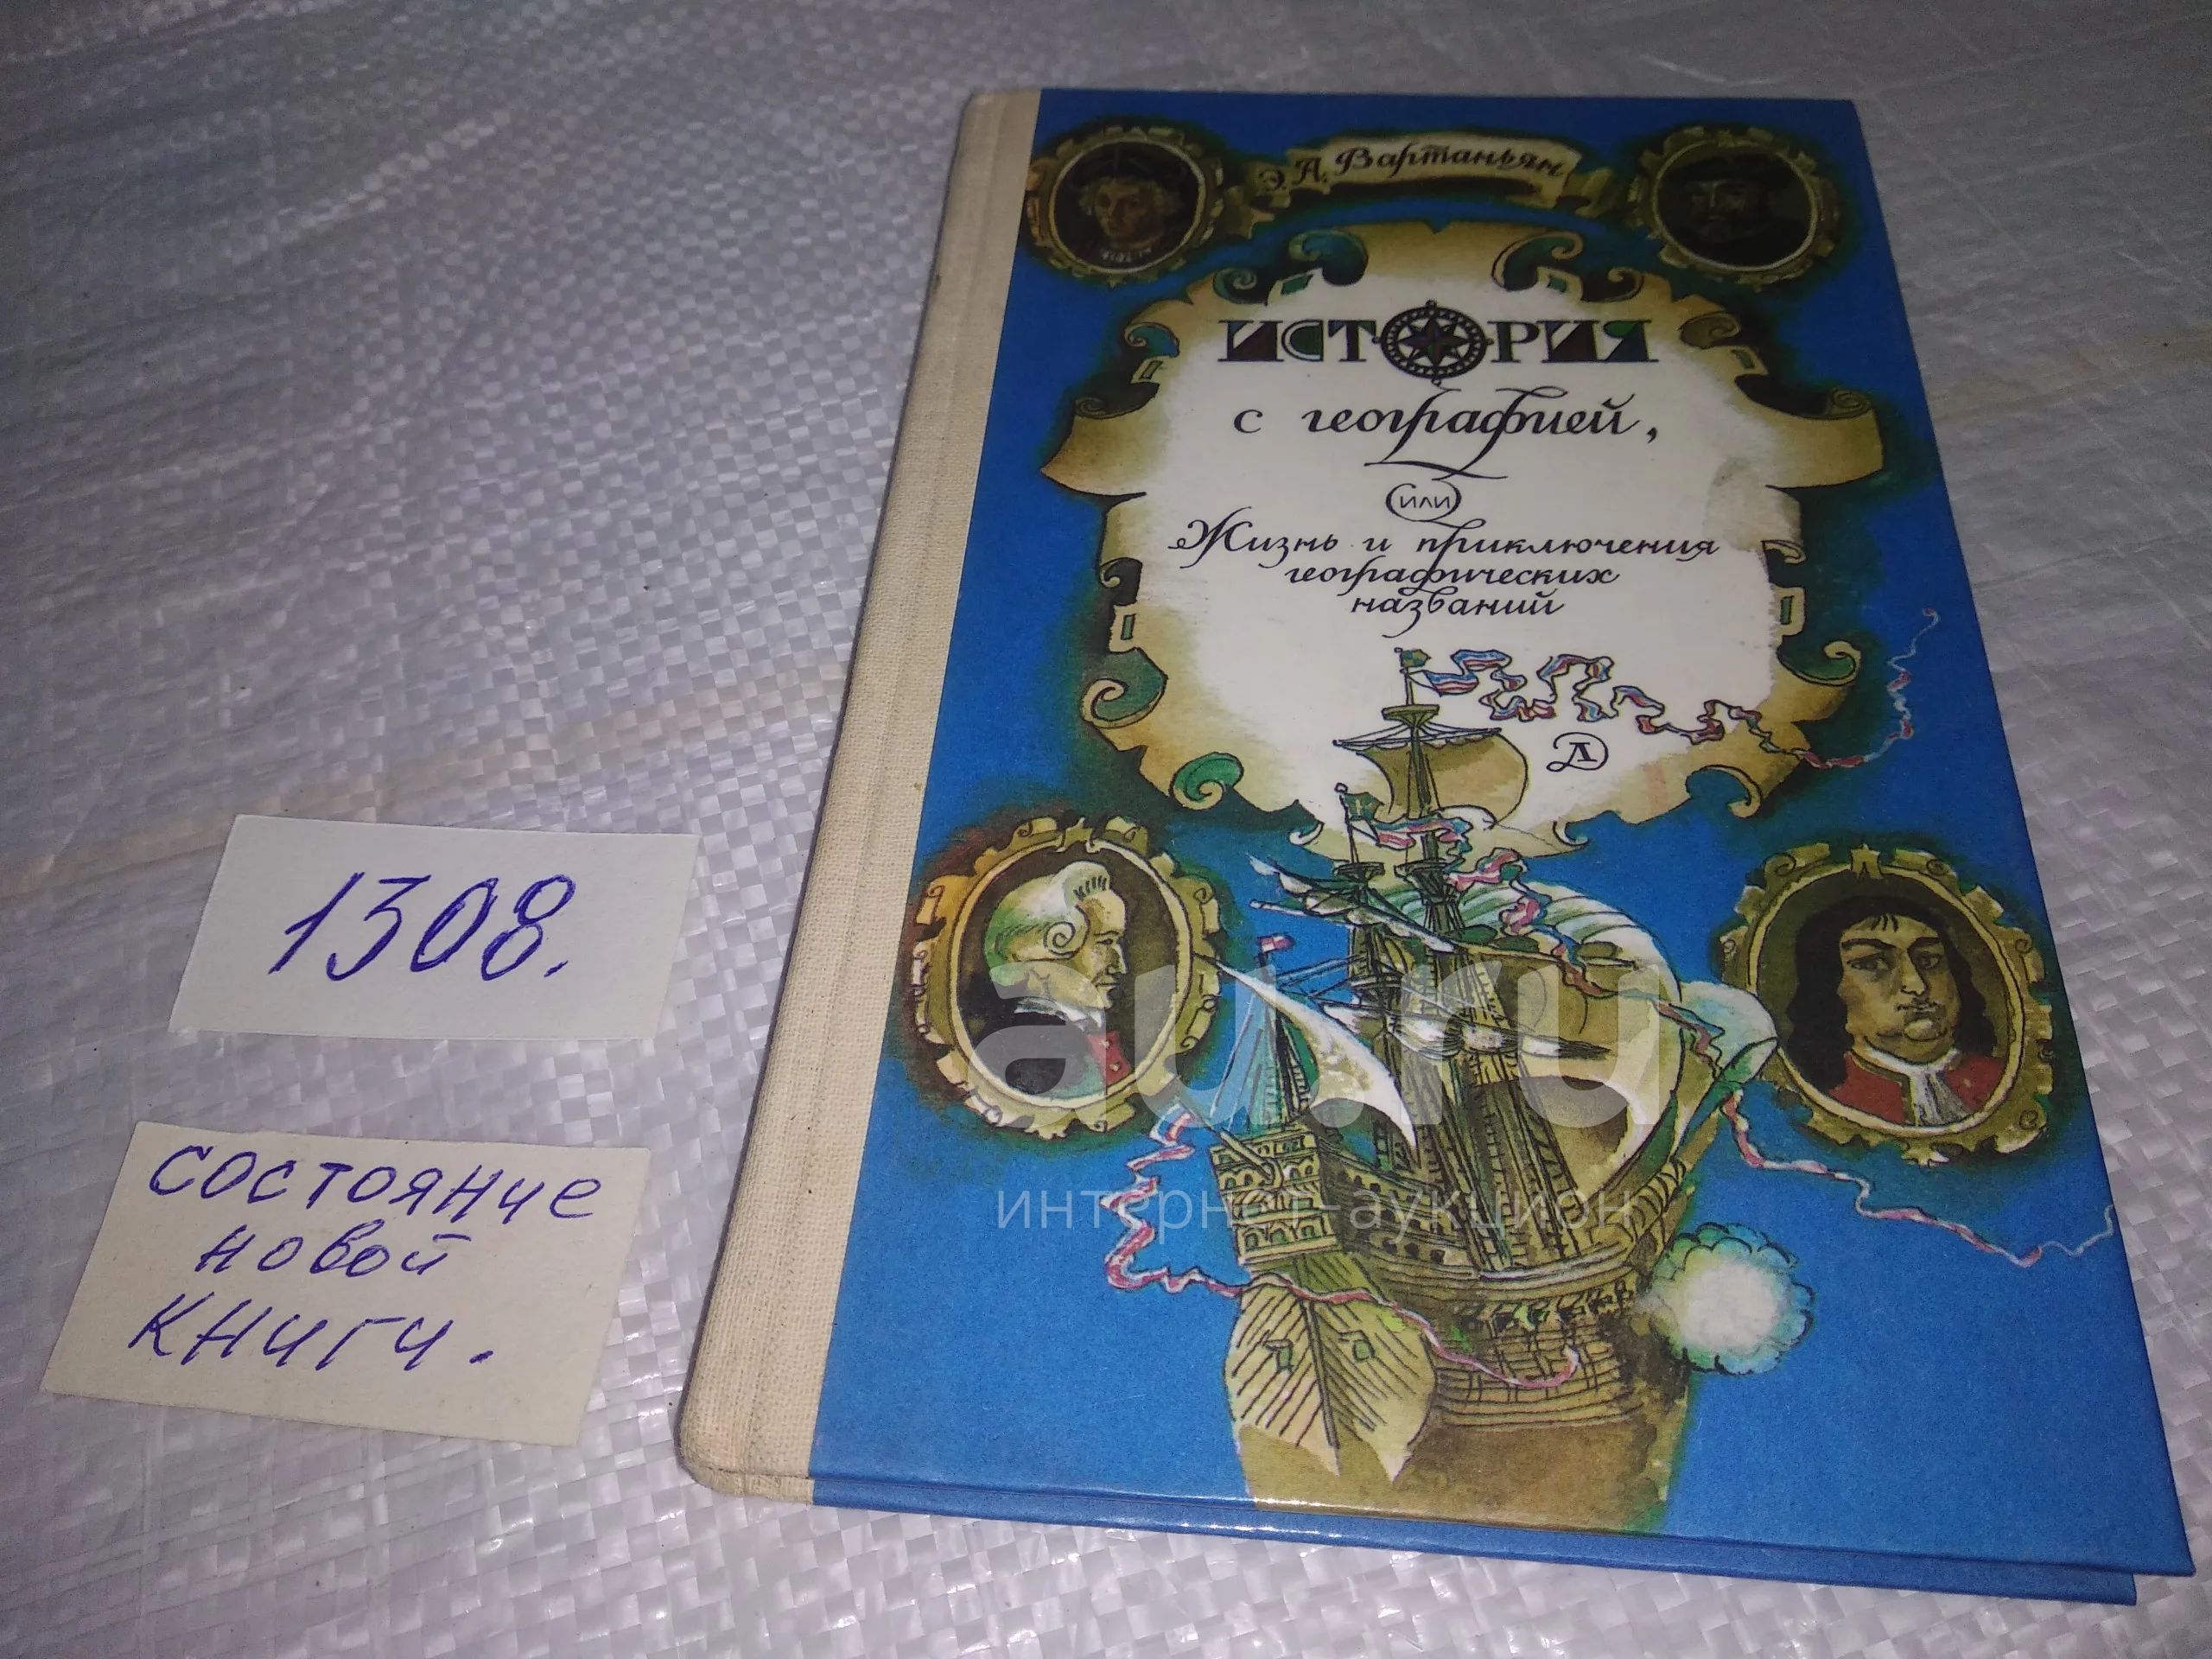 Э. А. Вартаньян
ИСТОРИЯ
с географией,
или
Жизнь и приключения
географических
названий
Д
1308.
состояние
новой
книги.
au.ru
интернет-аукцион